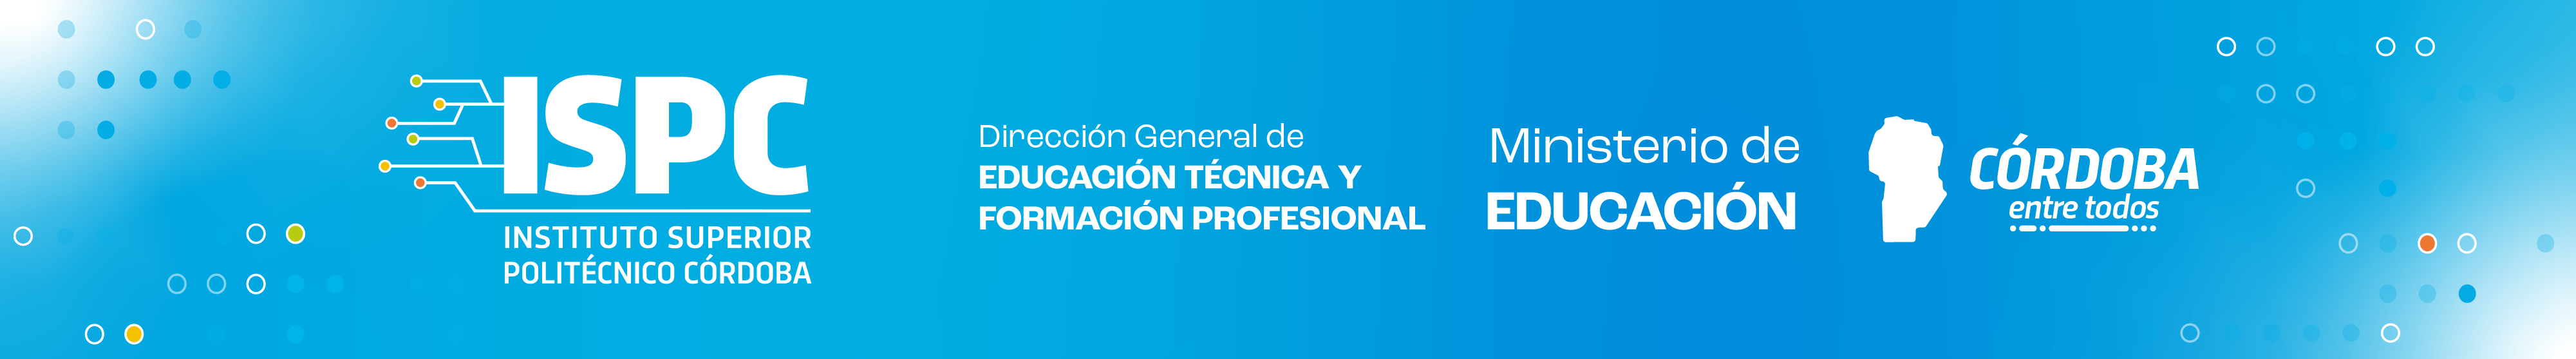 ISPC
INSTITUTO SUPERIOR
POLITÉCNICO CÓRDOBA
Dirección General de
EDUCACIÓN TÉCNICA Y
FORMACIÓN PROFESIONAL
Ministerio de
EDUCACIÓN
CÓRDOBA
entre todos